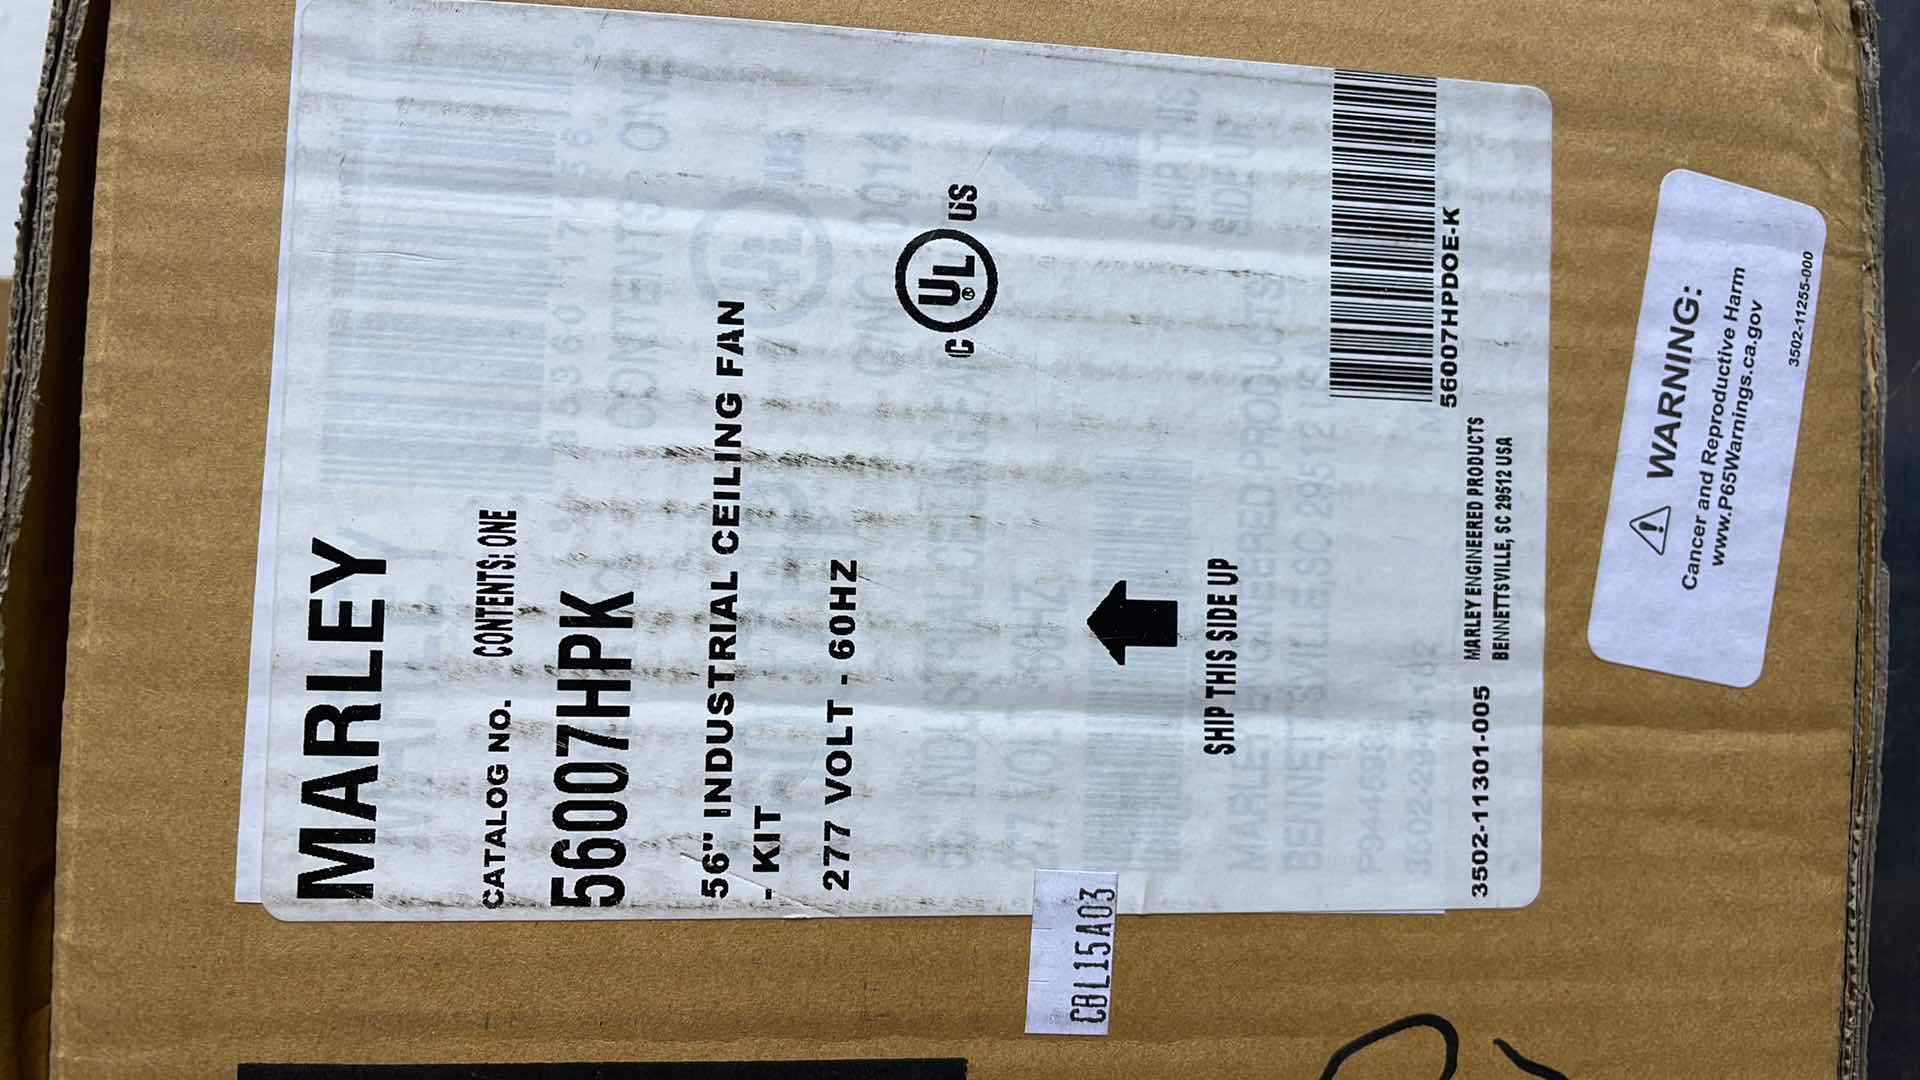 MARLEY
CATALOG NO. CONTENTS: ONE
56007HPK
56" INDUSTRIAL CEILING FAN
- KIT
277 VOLT - 60HZ
C UL® US
SHIP THIS SIDE UP
56007HPDOE-K
3502-11301-005
MARLEY ENGINEERED PRODUCTS
BENNETTSVILLE, SC 29512 USA
CBL15A03
WARNING:
Cancer and Reproductive Harm
www.P65Warnings.ca.gov
3502-11255-000